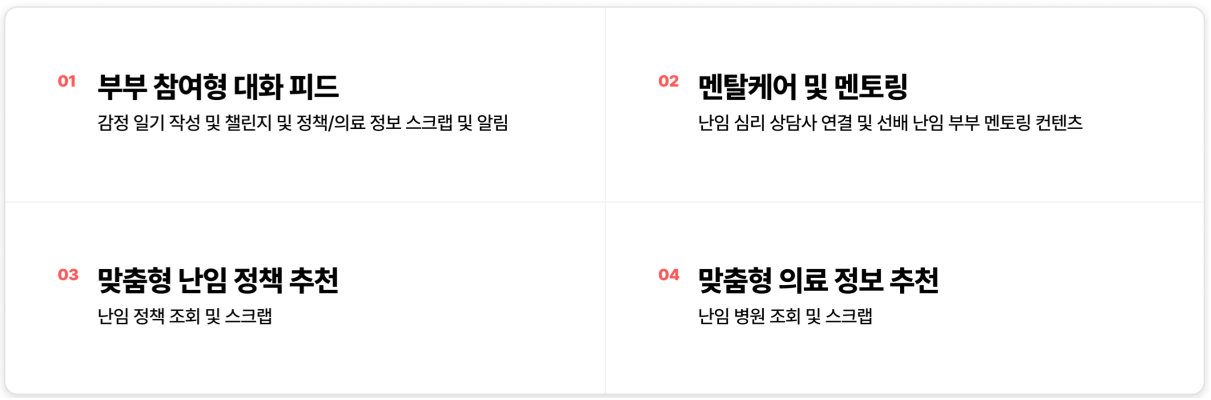 01
부부 참여형 대화 피드
감정 일기 작성 및 챌린지 및 정책/의료 정보 스크랩 및 알림
02
멘탈케어 및 멘토링
난임 심리 상담사 연결 및 선배 난임 부부 멘토링 컨텐츠
03
맞춤형 난임 정책 추천
난임 정책 조회 및 스크랩
04
맞춤형 의료 정보 추천
난임 병원 조회 및 스크랩